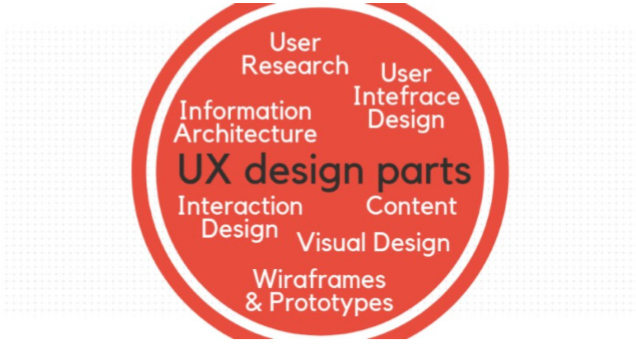 User
Research
User
Intefrace
Design
Information
Architecture
UX design parts
Interaction
Design
Content
Visual Design
Wiraframes
& Prototypes